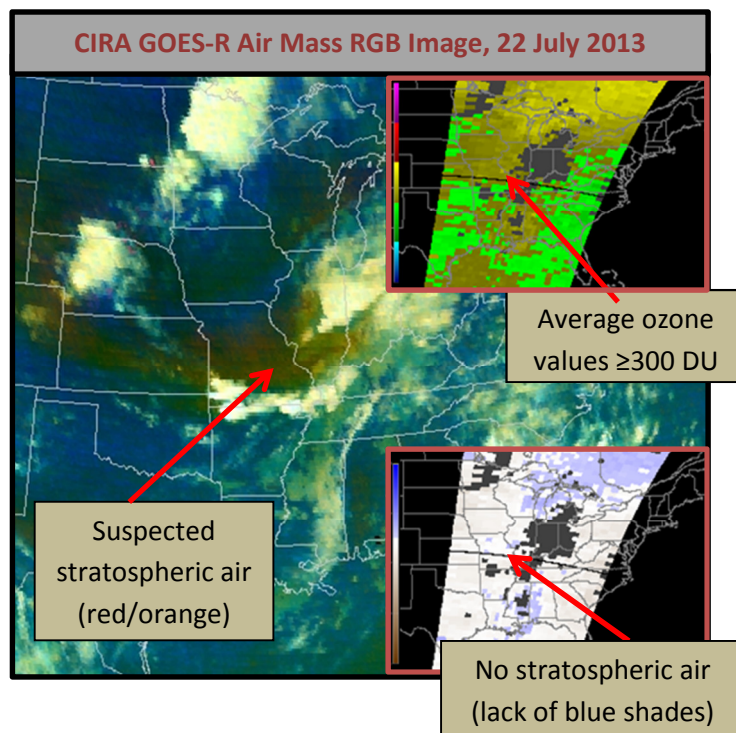 CIRA GOES-R Air Mass RGB Image, 22 July 2013
Average ozone
values ≥300 DU
Suspected
stratospheric air
(red/orange)
No stratospheric air
(lack of blue shades)